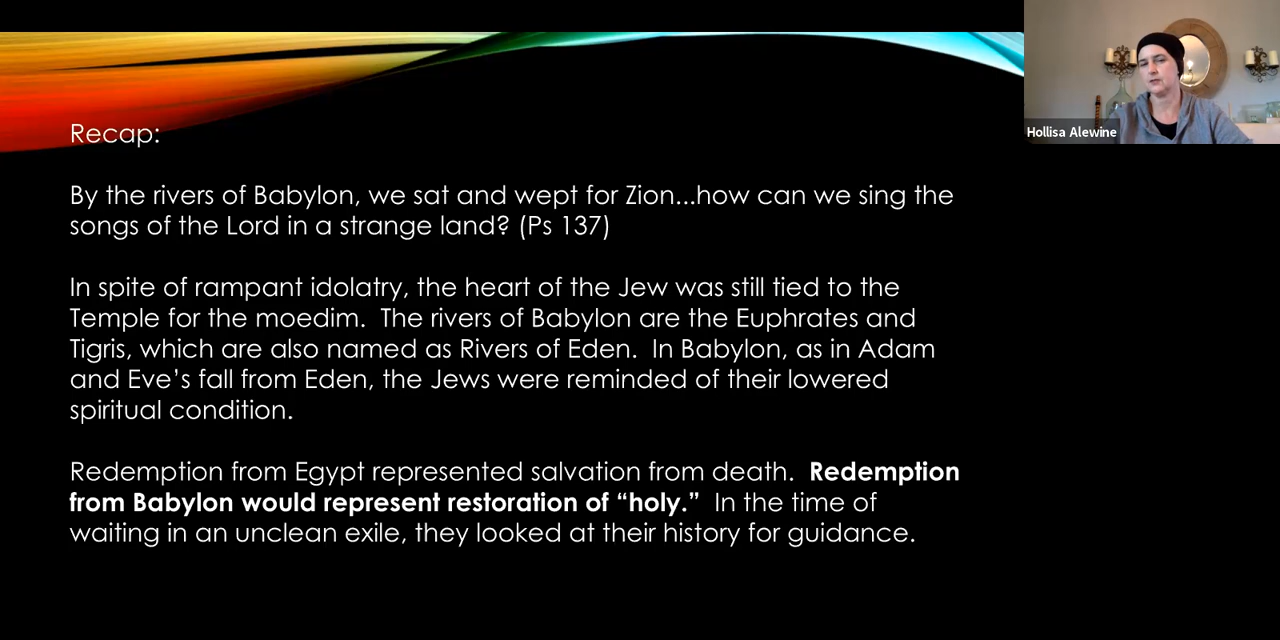 Recap:
By the rivers of Babylon, we sat and wept for Zion...how can we sing the
songs of the Lord in a strange land? (Ps 137)
In spite of rampant idolatry, the heart of the Jew was still tied to the
Temple for the moedim.  The rivers of Babylon are the Euphrates and
Tigris, which are also named as Rivers of Eden.  In Babylon, as in Adam
and Eve’s fall from Eden, the Jews were reminded of their lowered
spiritual condition.
Redemption from Egypt represented salvation from death.  Redemption
from Babylon would represent restoration of “holy.”  In the time of
waiting in an unclean exile, they looked at their history for guidance.
Hollisa Alewine